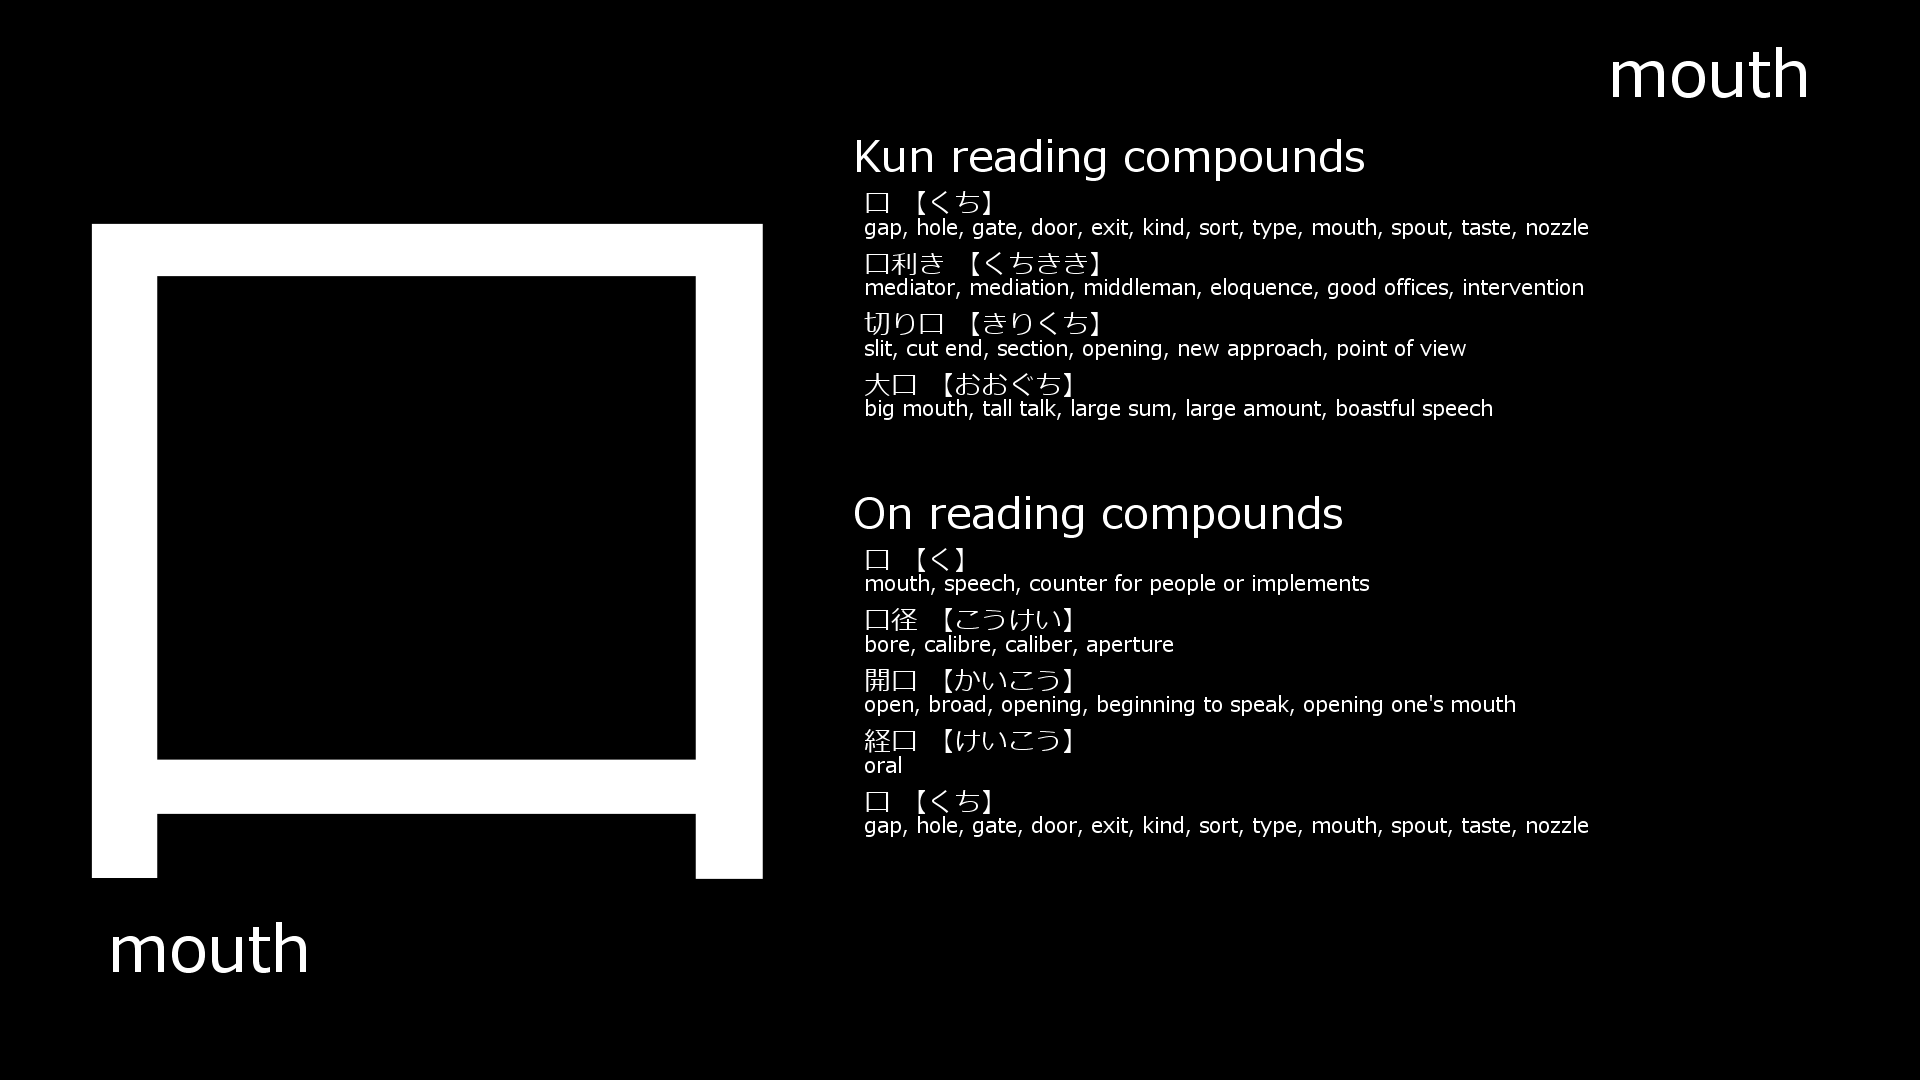 mouth
口
mouth
Kun reading compounds
口 【くち】
gap, hole, gate, door, exit, kind, sort, type, mouth, spout, taste, nozzle
口利き 【くちきき】
mediator, mediation, middleman, eloquence, good offices, intervention
切り口 【きりくち】
slit, cut end, section, opening, new approach, point of view
大口 【おおぐち】
big mouth, tall talk, large sum, large amount, boastful speech
On reading compounds
口 【く】
mouth, speech, counter for people or implements
口径 【こうけい】
bore, calibre, caliber, aperture
開口 【かいこう】
open, broad, opening, beginning to speak, opening one's mouth
経口 【けいこう】
oral
口 【くち】
gap, hole, gate, door, exit, kind, sort, type, mouth, spout, taste, nozzle